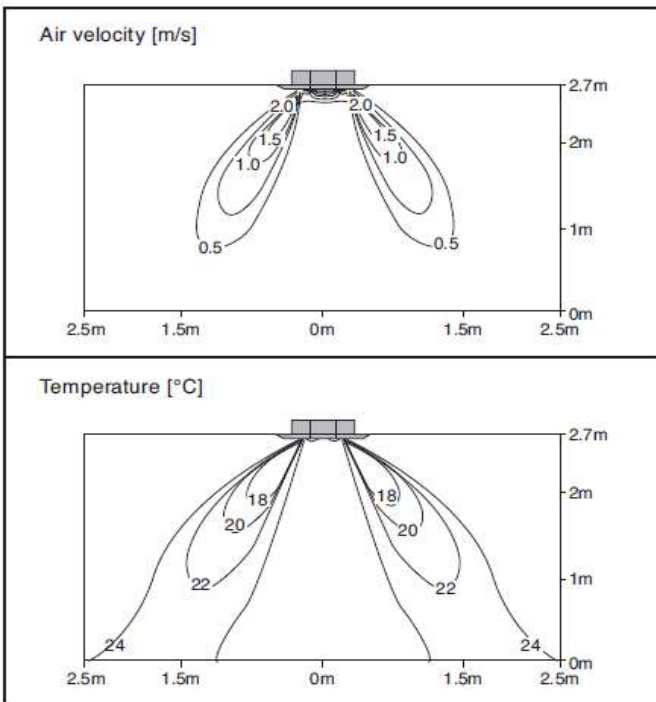 Air velocity [m/s]
2.7m
2.0 2.0
1.5 1.5
2m
1.0 1.0
1m
0.5 0.5
0m
2.5m 1.5m 0m 1.5m 2.5m
Temperature [°C]
2.7m
18 18
2m
20 20
22 22
1m
24 24
0m
2.5m 1.5m 0m 1.5m 2.5m